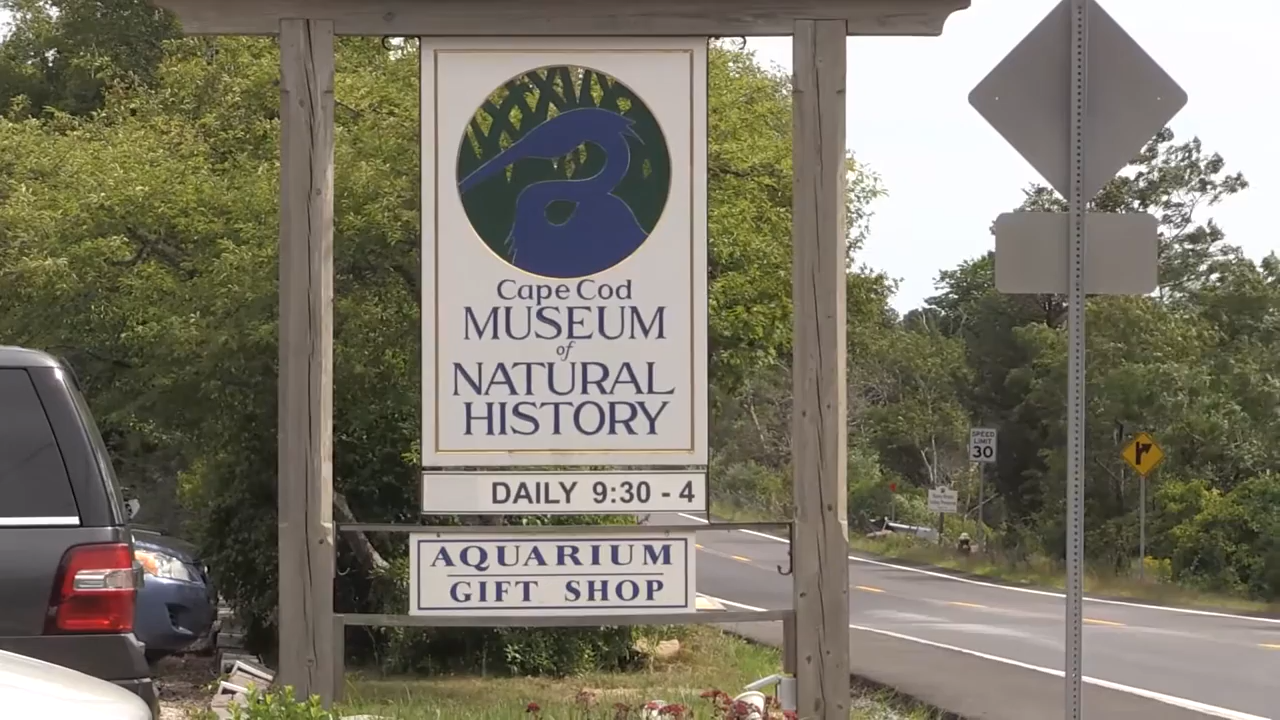 Cape Cod
MUSEUM
of
NATURAL
HISTORY
DAILY 9:30 - 4
AQUARIUM
GIFT SHOP
SPEED
LIMIT
30